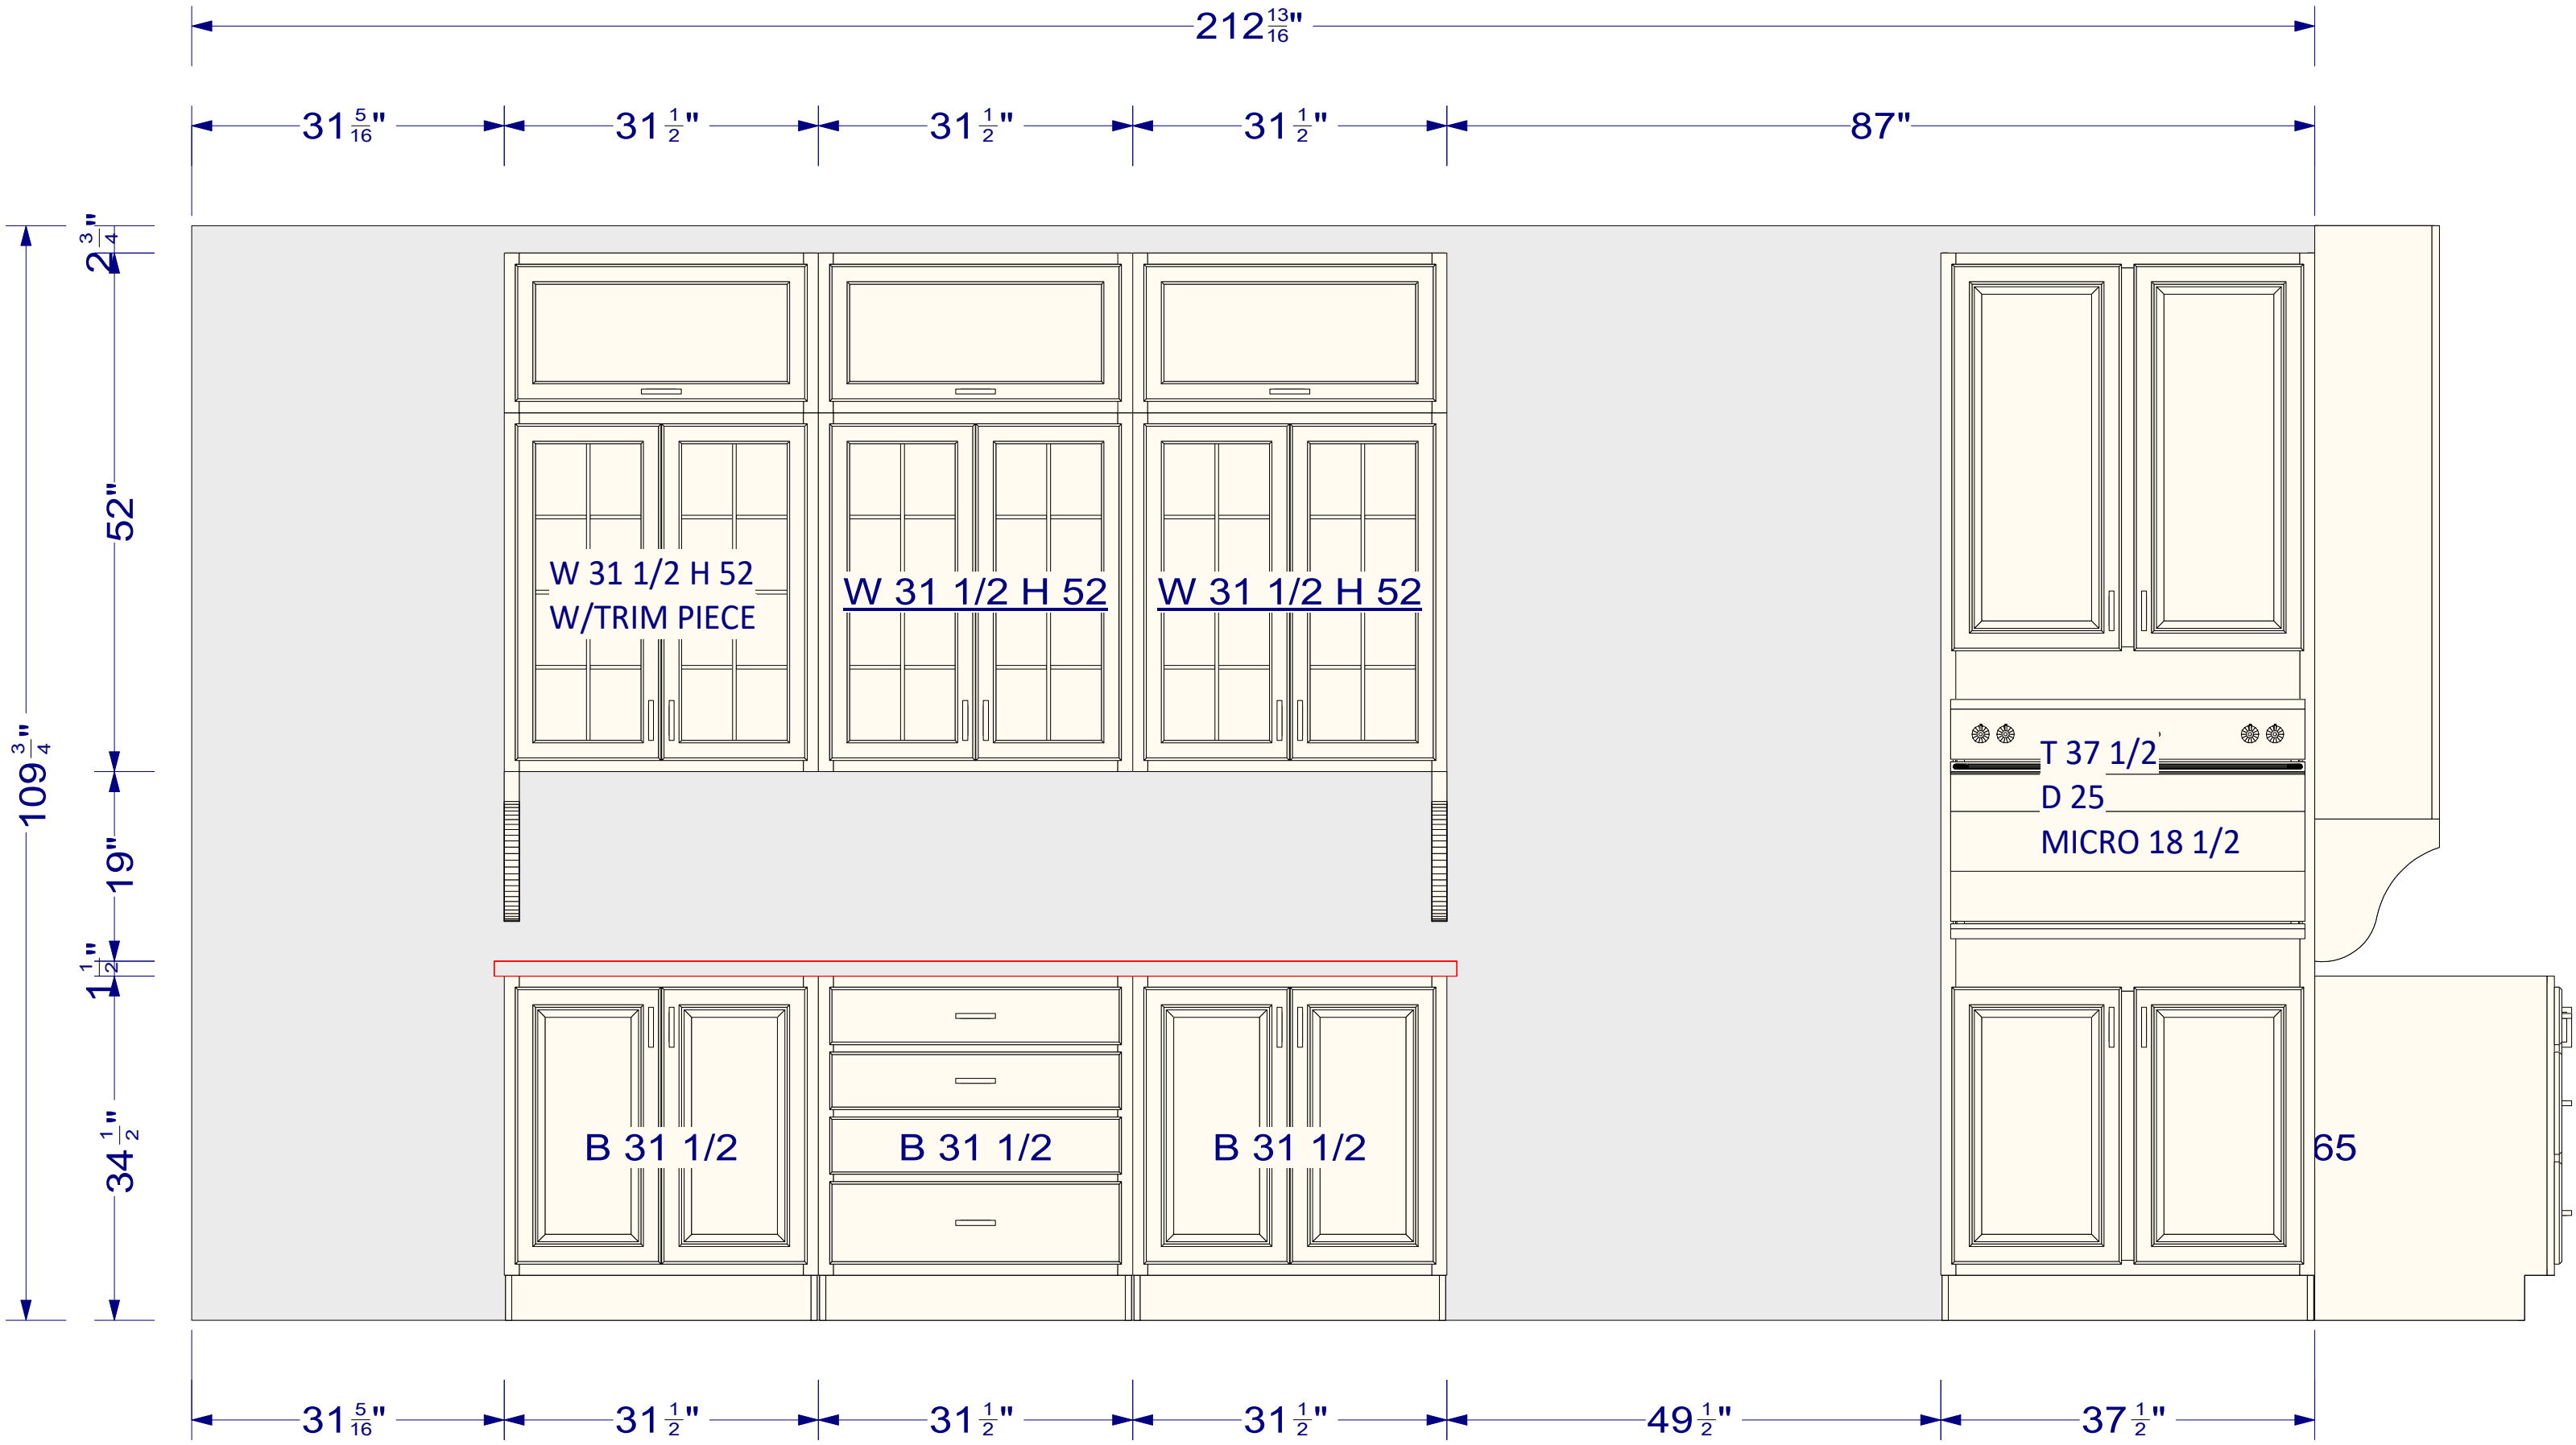 212 13/16"
31 5/16" 31 1/2" 31 1/2" 31 1/2" 87"
2 3/4"
52"
109 3/4"
19"
1 1/2"
34 1/2"
W 31 1/2 H 52
W/TRIM PIECE
W 31 1/2 H 52
W 31 1/2 H 52
T 37 1/2
D 25
MICRO 18 1/2
B 31 1/2
B 31 1/2
B 31 1/2
65
31 5/16" 31 1/2" 31 1/2" 31 1/2" 49 1/2" 37 1/2"